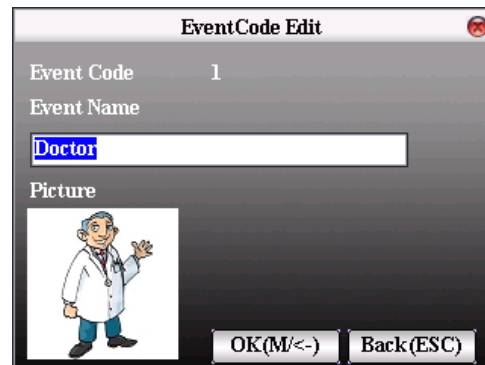 EventCode Edit
Event Code 1
Event Name
Doctor
Picture
OK(M/<-) Back(ESC)